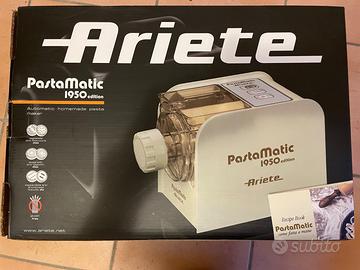 Ariete
PastaMatic
1950 edition
Automatic homemade pasta
maker
PastaMatic
1950 edition
Ariete
Recipe Book
PastaMatic
come fatta a mano
www.ariete.net
subito